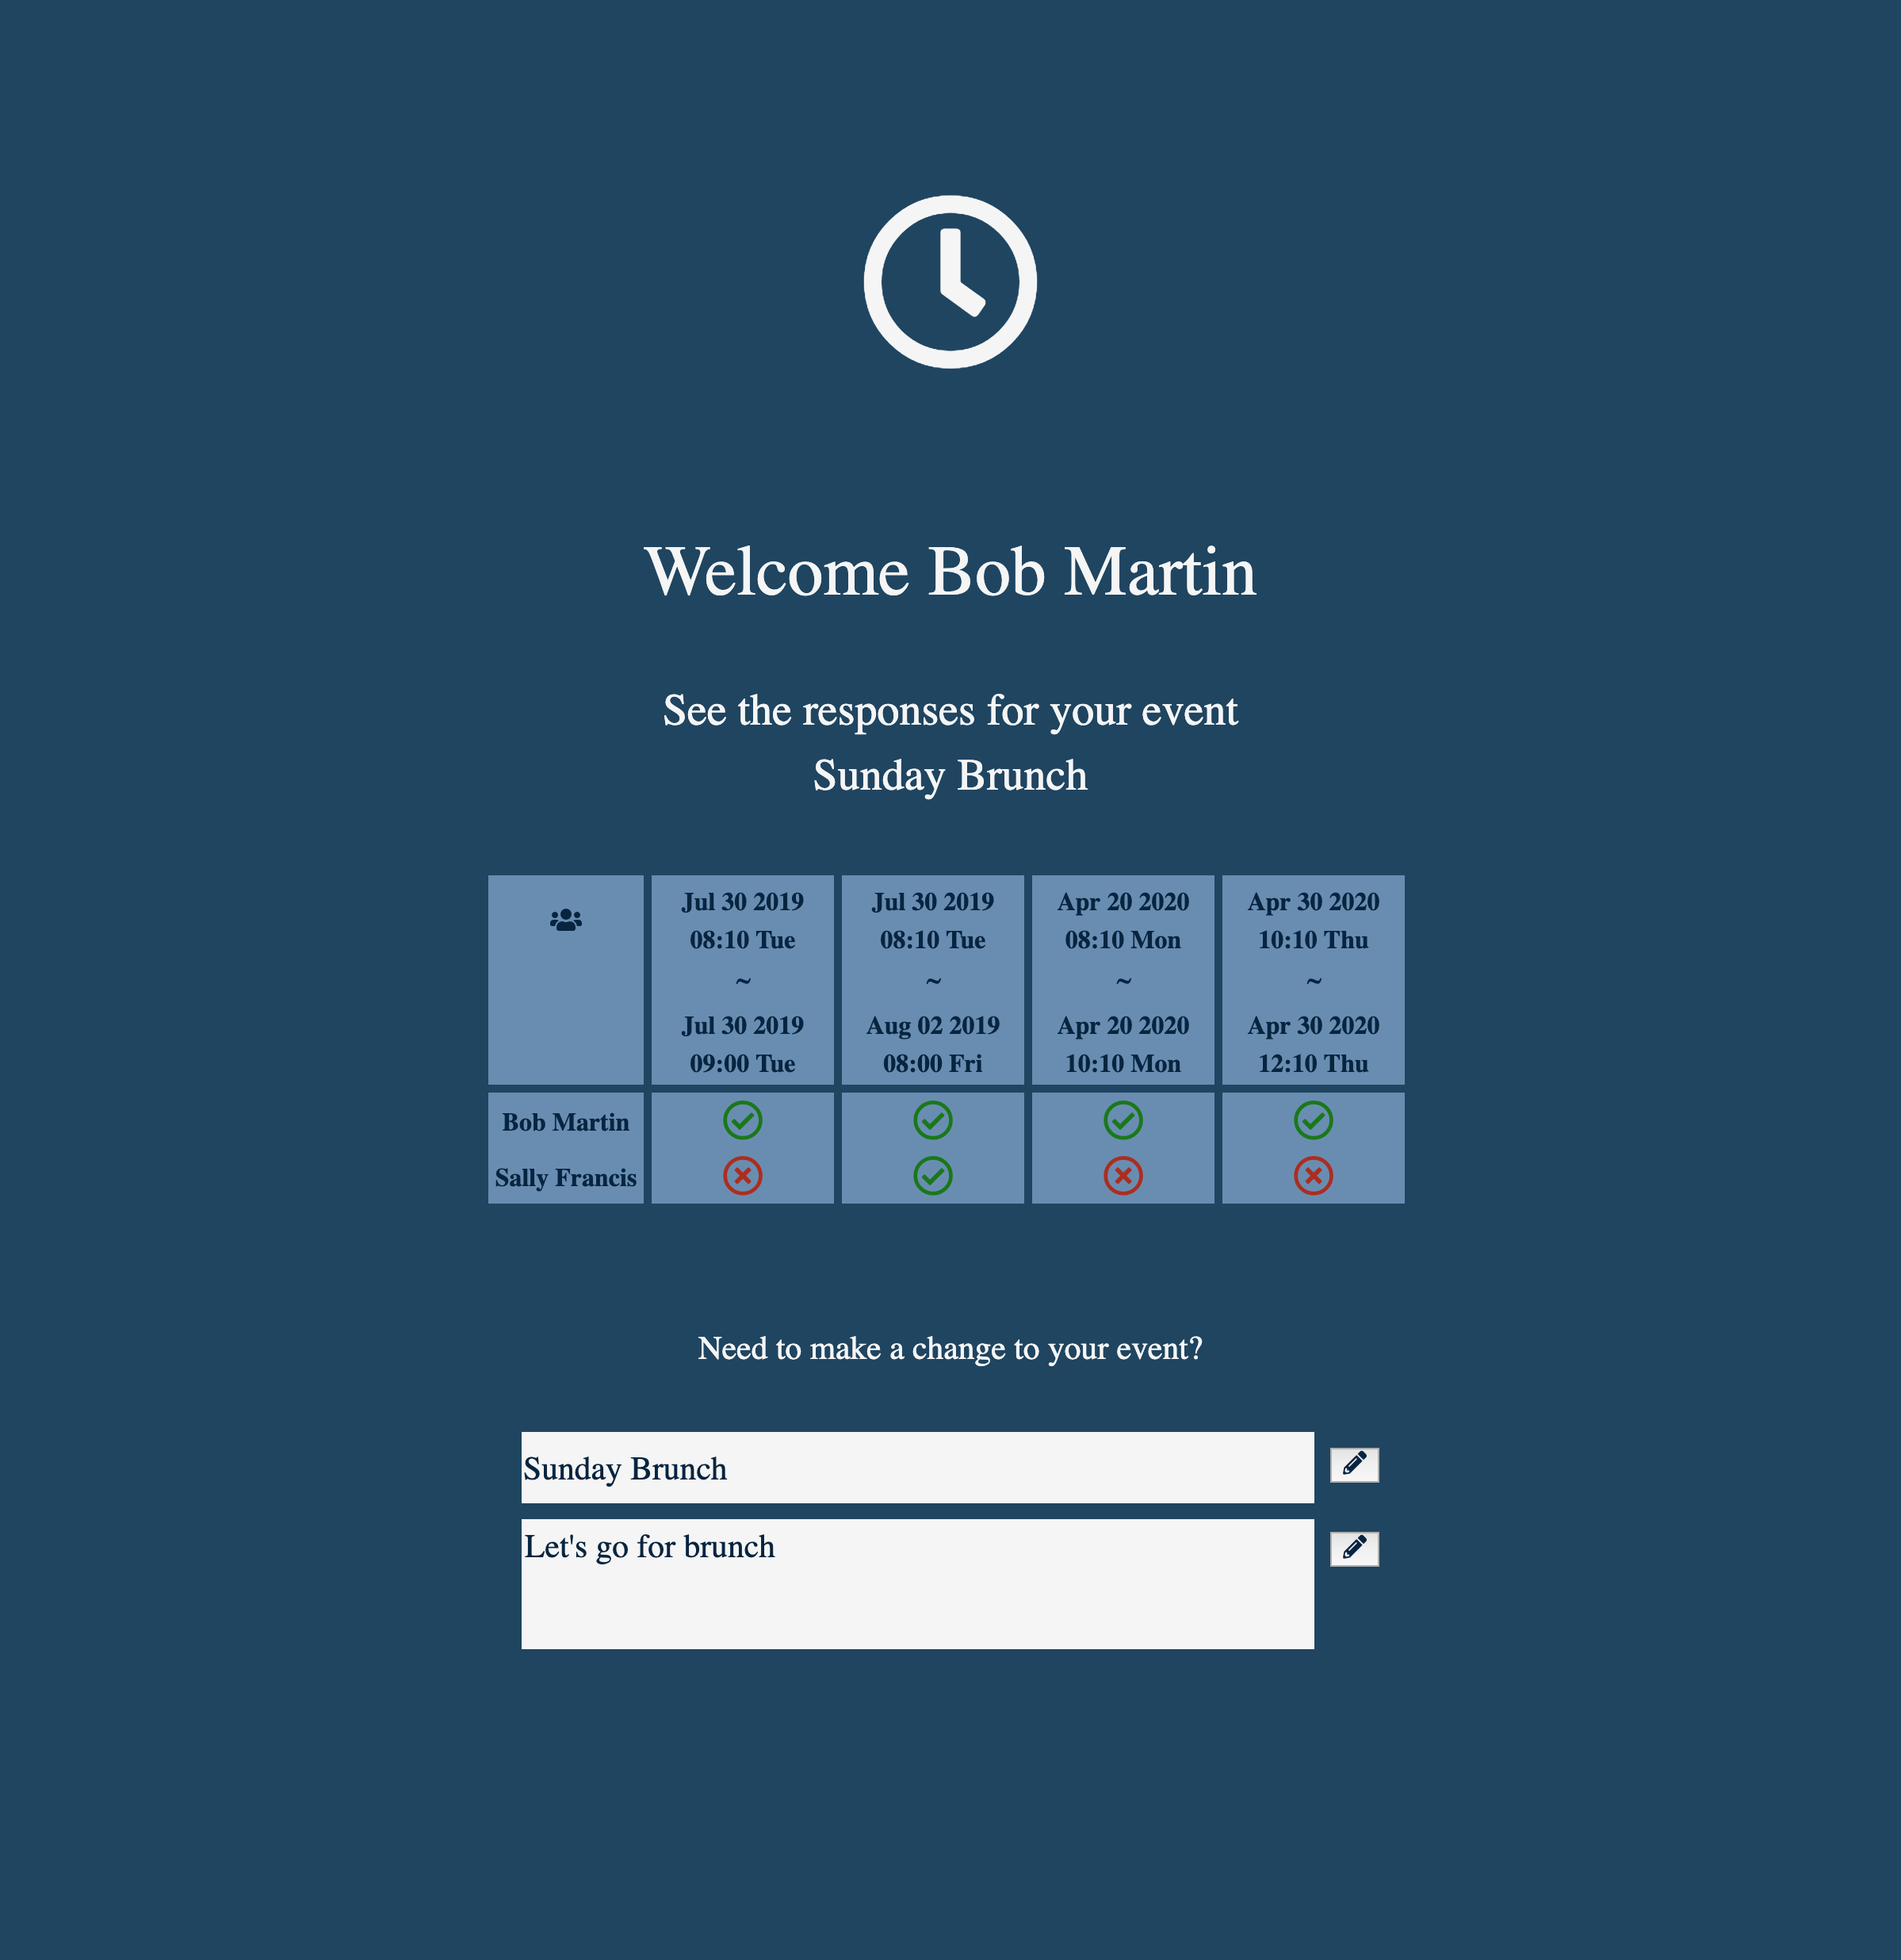 Welcome Bob Martin
See the responses for your event
Sunday Brunch
Jul 30 2019
08:10 Tue
~
Jul 30 2019
09:00 Tue
Jul 30 2019
08:10 Tue
~
Aug 02 2019
08:00 Fri
Apr 20 2020
08:10 Mon
~
Apr 20 2020
10:10 Mon
Apr 30 2020
10:10 Thu
~
Apr 30 2020
12:10 Thu
Bob Martin
Sally Francis
Need to make a change to your event?
Sunday Brunch
Let's go for brunch